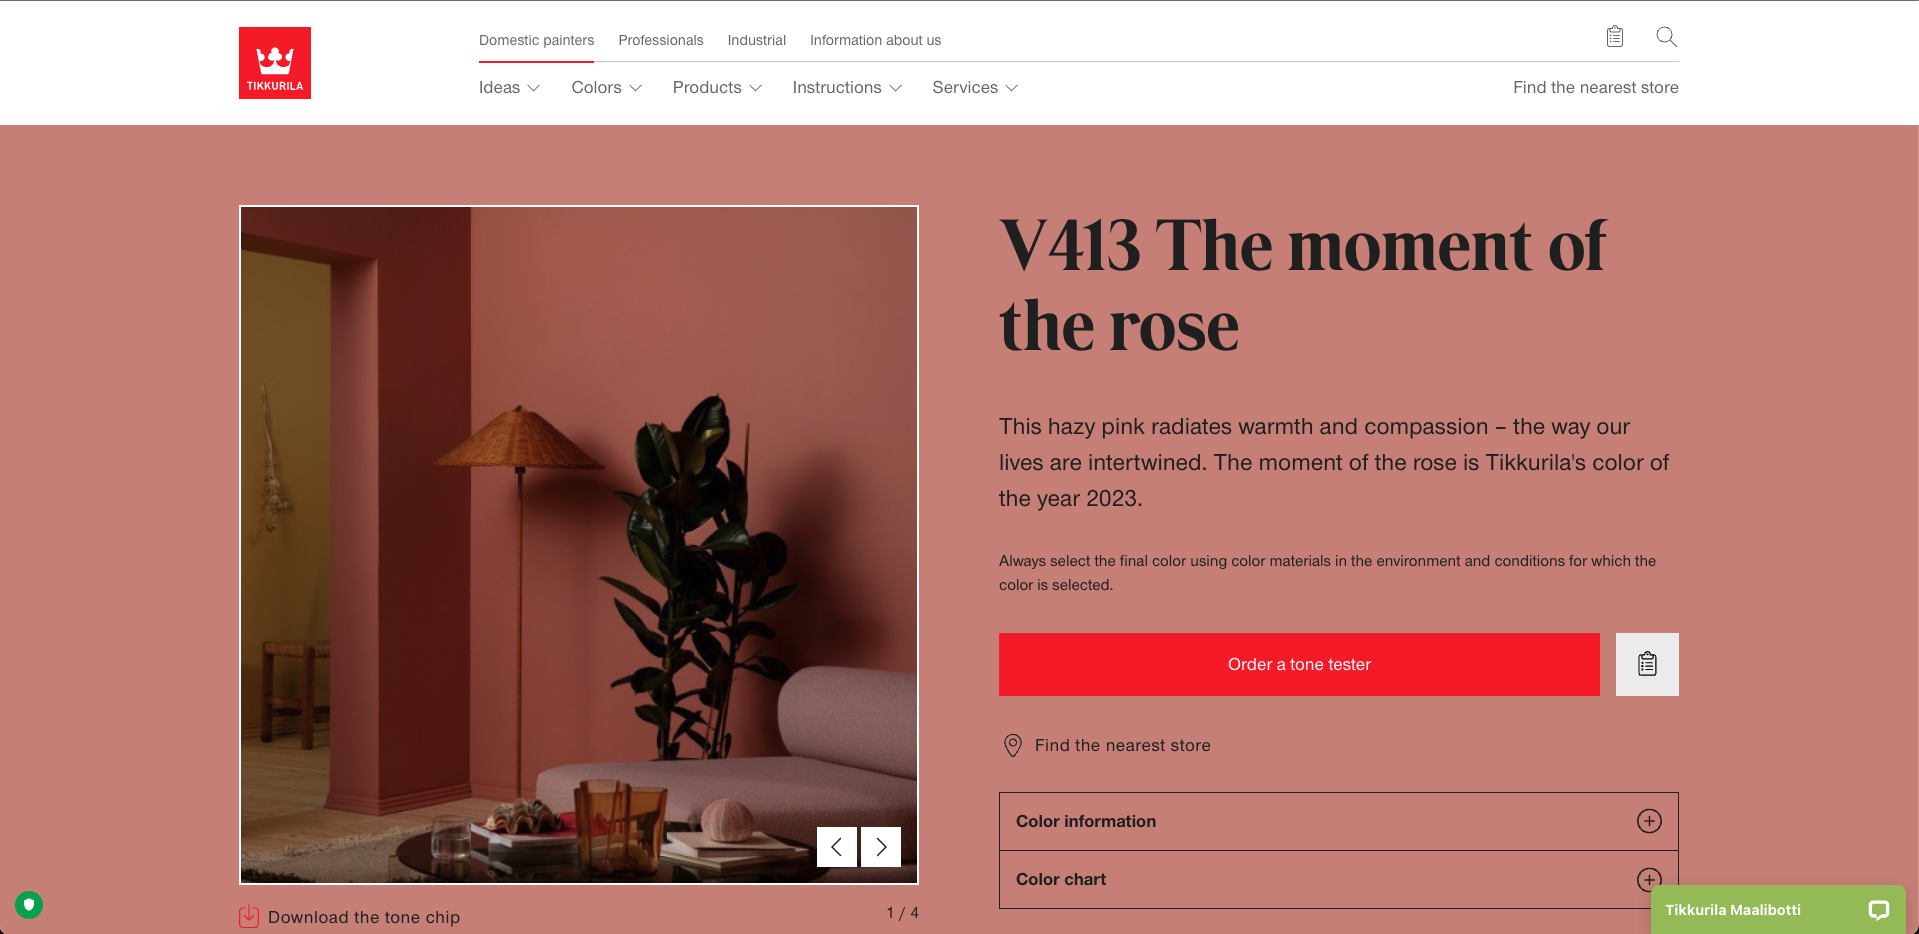 TIKKURILA
Domestic painters
Professionals
Industrial
Information about us
Ideas
Colors
Products
Instructions
Services
Find the nearest store
V413 The moment of
the rose
This hazy pink radiates warmth and compassion – the way our
lives are intertwined. The moment of the rose is Tikkurila's color of
the year 2023.
Always select the final color using color materials in the environment and conditions for which the
color is selected.
Order a tone tester
Find the nearest store
Color information
Color chart
Download the tone chip
1 / 4
Tikkurila Maalibotti